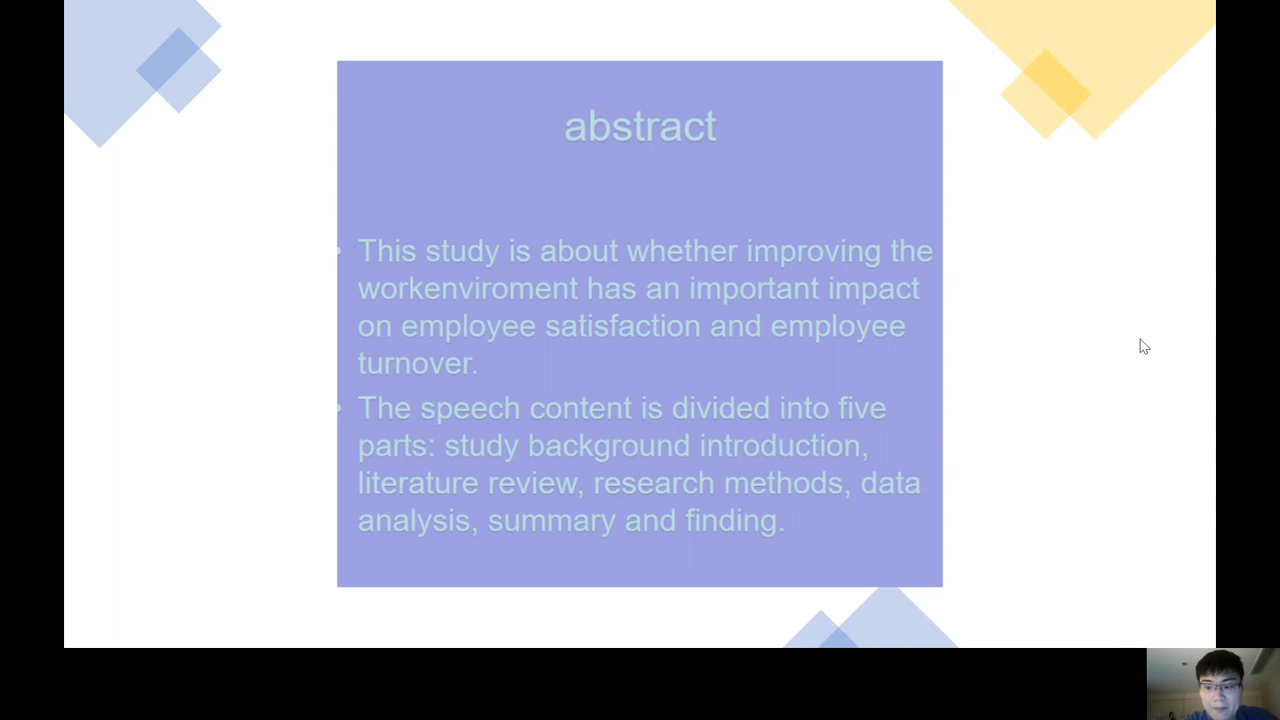 abstract
• This study is about whether improving the
workenviroment has an important impact
on employee satisfaction and employee
turnover.
• The speech content is divided into five
parts: study background introduction,
literature review, research methods, data
analysis, summary and finding.